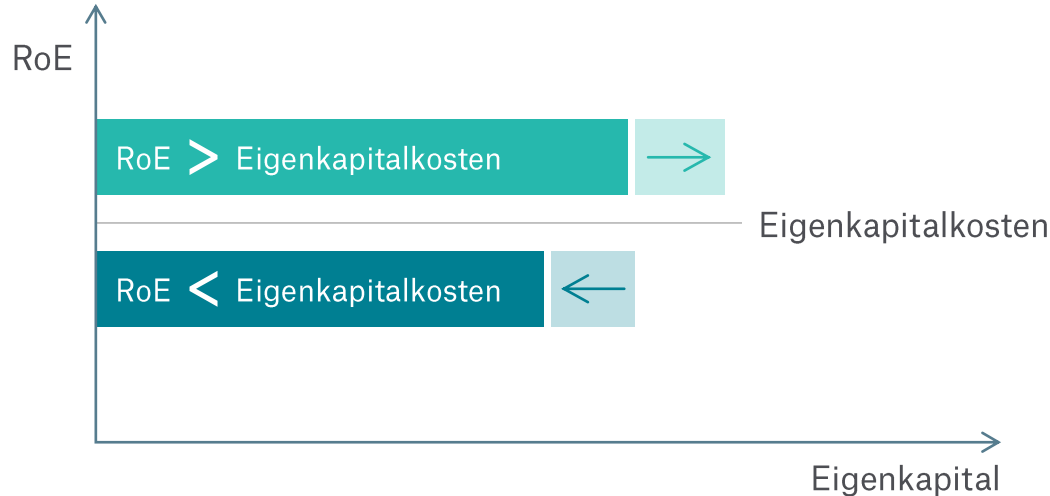 RoE
RoE > Eigenkapitalkosten
Eigenkapitalkosten
RoE < Eigenkapitalkosten
Eigenkapital